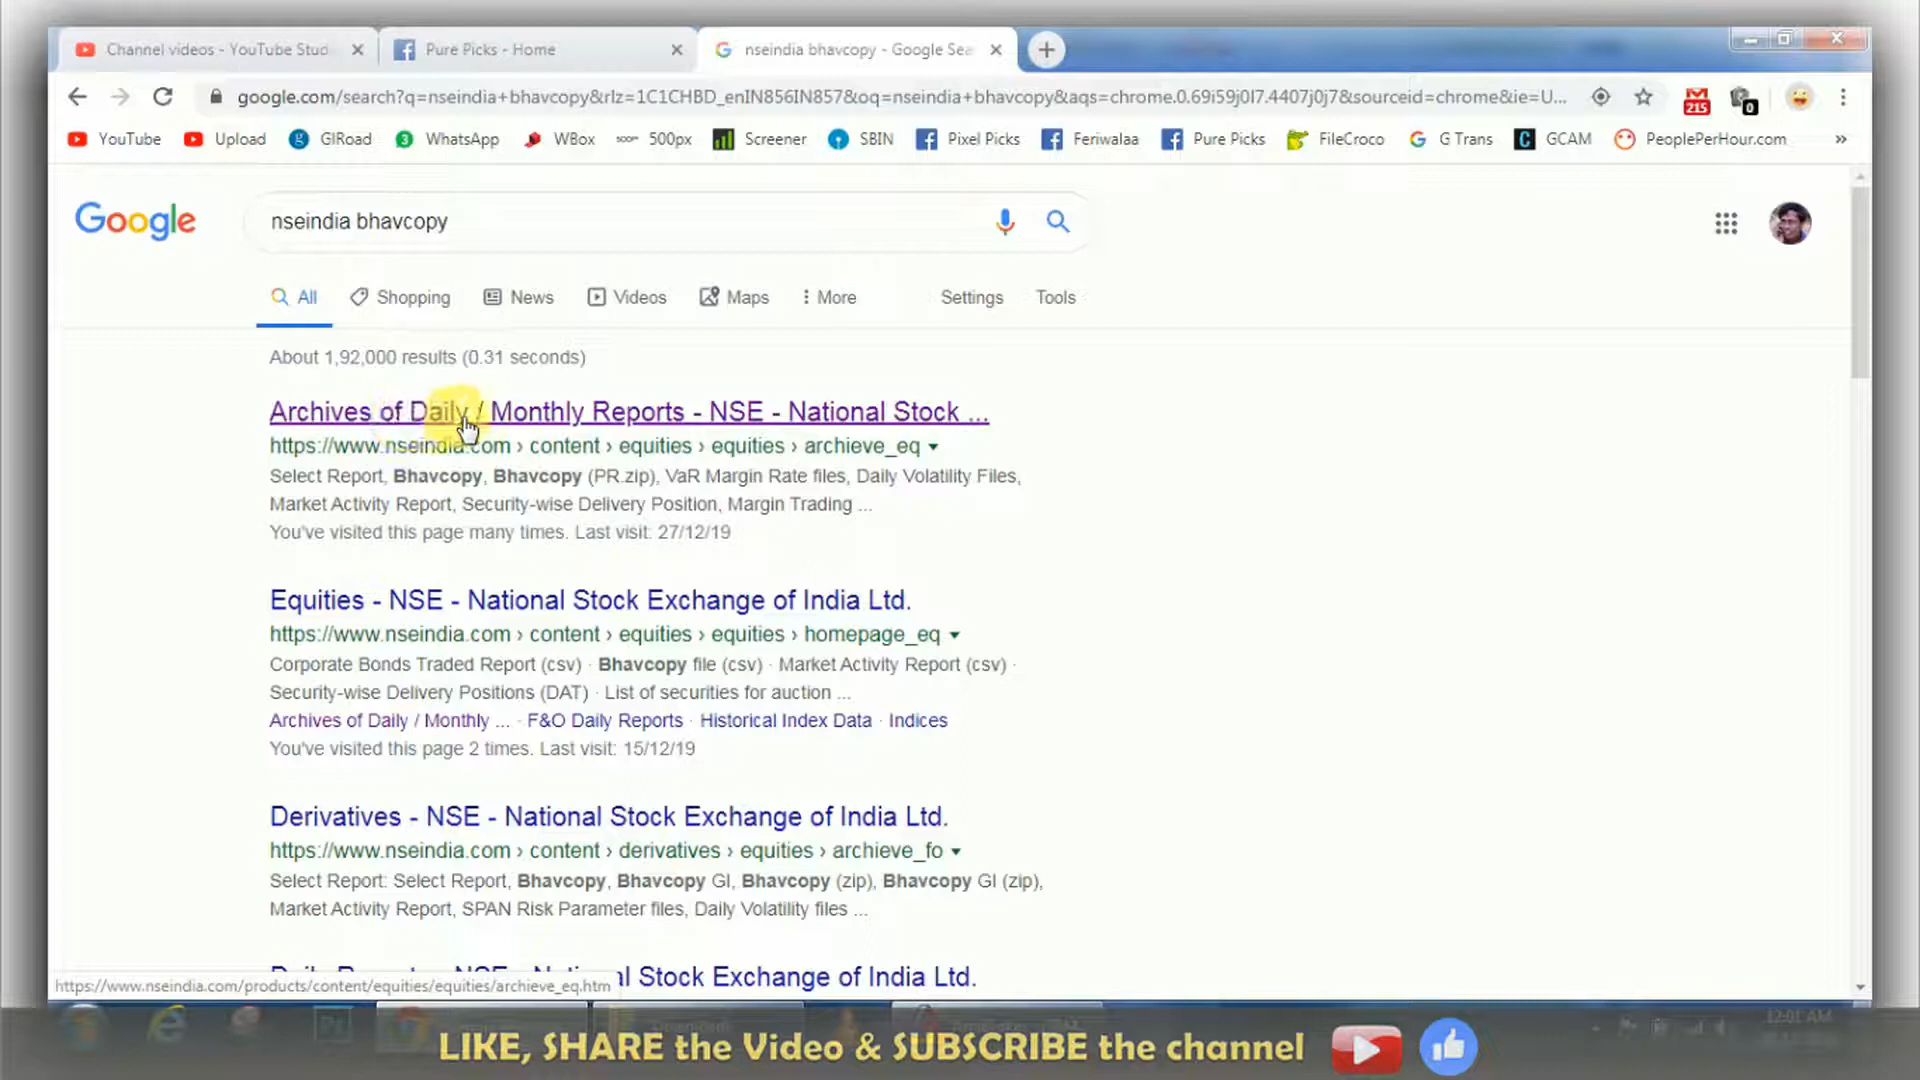 Channel videos - YouTube Stud
Pure Picks - Home
nseindia bhavcopy - Google Sea
google.com/search?q=nseindia+bhavcopy&rlz=1C1CHBD_enIN856IN857&oq=nseindia+bhavcopy&aqs=chrome.0.69i59j0l7.4407j0j7&sourceid=chrome&ie=U...
215
0
YouTube
Upload
GIRoad
3
WhatsApp
WBox
500px
Screener
SBIN
Pixel Picks
Feriwalaa
Pure Picks
FileCroco
G Trans
GCAM
PeoplePerHour.com
»
Google
nseindia bhavcopy
All
Shopping
News
Videos
Maps
More
Settings
Tools
About 1,92,000 results (0.31 seconds)
Archives of Daily / Monthly Reports - NSE - National Stock ...
https://www.nseindia.com › content › equities › equities › archieve_eq
Select Report, Bhavcopy, Bhavcopy (PR.zip), VaR Margin Rate files, Daily Volatility Files,
Market Activity Report, Security-wise Delivery Position, Margin Trading ...
You've visited this page many times. Last visit: 27/12/19
Equities - NSE - National Stock Exchange of India Ltd.
https://www.nseindia.com › content › equities › equities › homepage_eq
Corporate Bonds Traded Report (csv) · Bhavcopy file (csv) · Market Activity Report (csv) ·
Security-wise Delivery Positions (DAT) · List of securities for auction ...
Archives of Daily / Monthly ... · F&O Daily Reports · Historical Index Data · Indices
You've visited this page 2 times. Last visit: 15/12/19
Derivatives - NSE - National Stock Exchange of India Ltd.
https://www.nseindia.com › content › derivatives › equities › archieve_fo
Select Report: Select Report, Bhavcopy, Bhavcopy GI, Bhavcopy (zip), Bhavcopy GI (zip),
Market Activity Report, SPAN Risk Parameter files, Daily Volatility files ...
Stock Exchange of India Ltd.
https://www.nseindia.com/products/content/equities/equities/archieve_eq.htm
12:01 AM
LIKE, SHARE the Video & SUBSCRIBE the channel